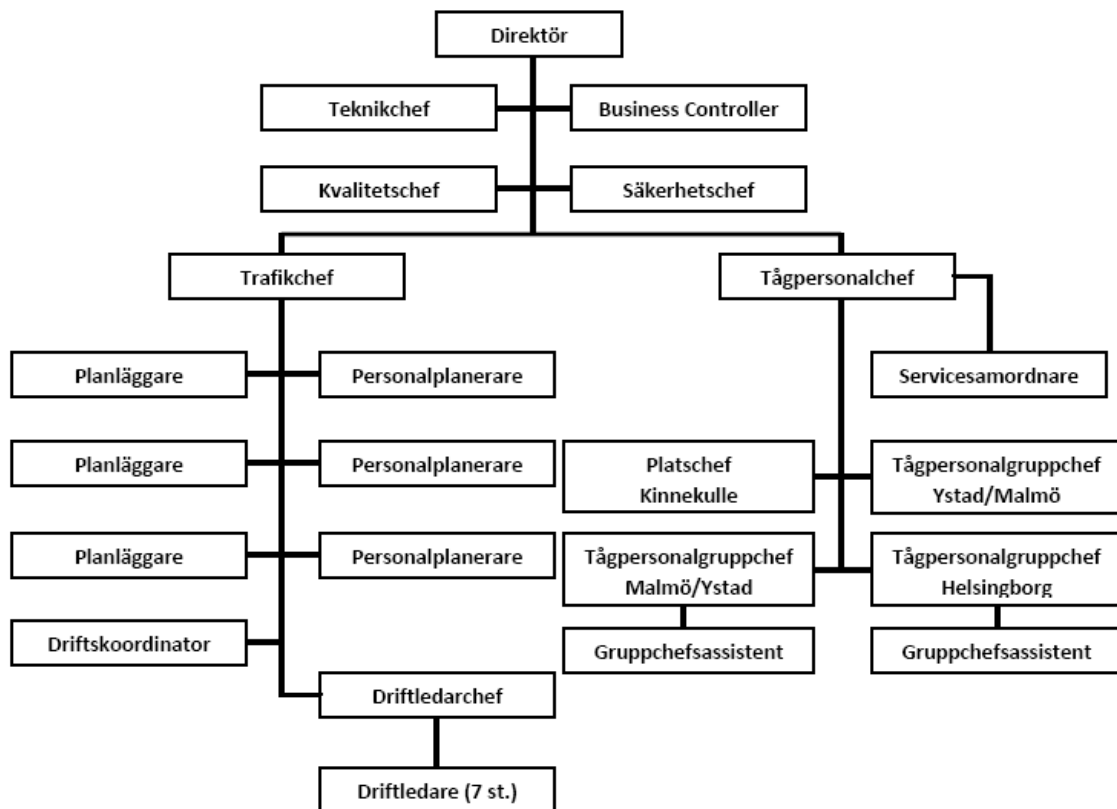 Direktör
Teknikchef
Business Controller
Kvalitetschef
Säkerhetschef
Trafikchef
Tågpersonalchef
Planläggare
Personalplanerare
Servicesamordnare
Planläggare
Personalplanerare
Platschef
Kinnekulle
Tågpersonalgruppchef
Ystad/Malmö
Planläggare
Personalplanerare
Tågpersonalgruppchef
Malmö/Ystad
Tågpersonalgruppchef
Helsingborg
Driftskoordinator
Gruppchefsassistent
Gruppchefsassistent
Driftledarchef
Driftledare (7 st.)